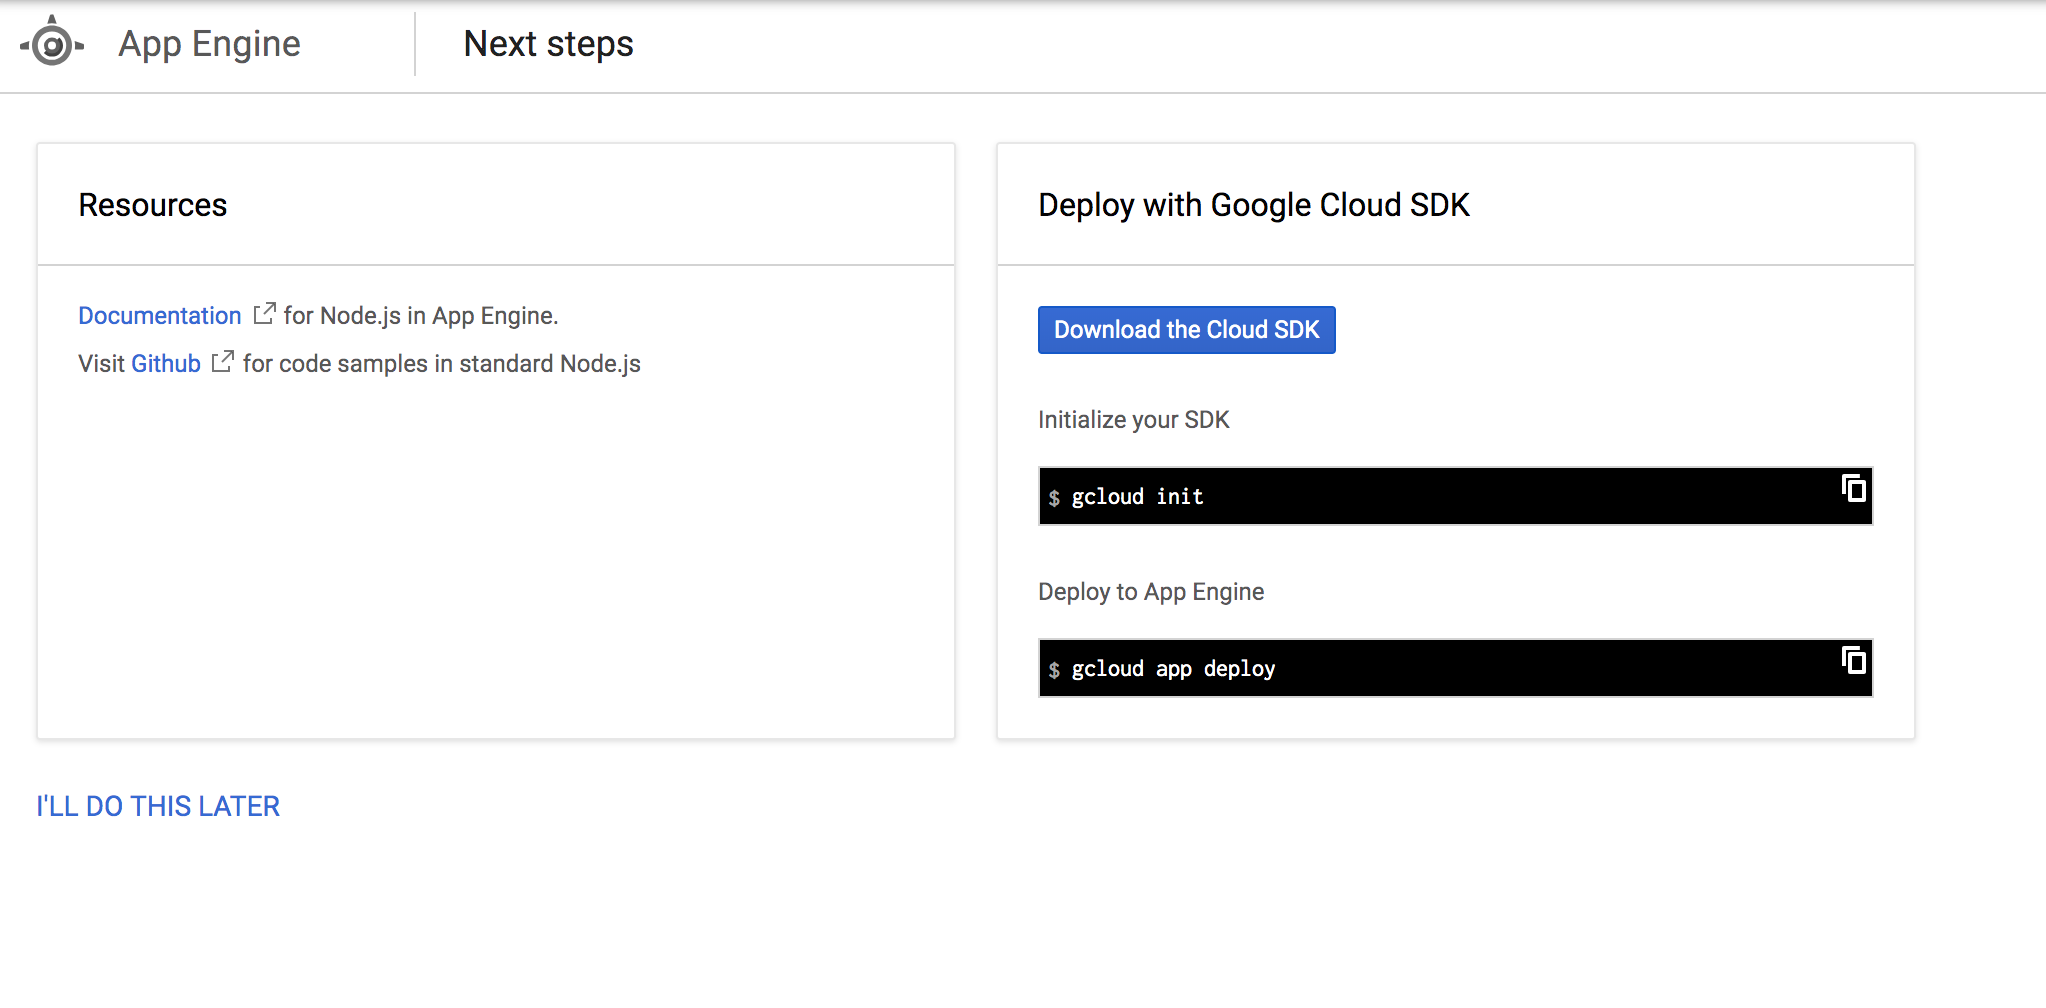 App Engine
Next steps
Resources
Documentation for Node.js in App Engine.
Visit Github for code samples in standard Node.js
Deploy with Google Cloud SDK
Download the Cloud SDK
Initialize your SDK
$ gcloud init
Deploy to App Engine
$ gcloud app deploy
I'LL DO THIS LATER